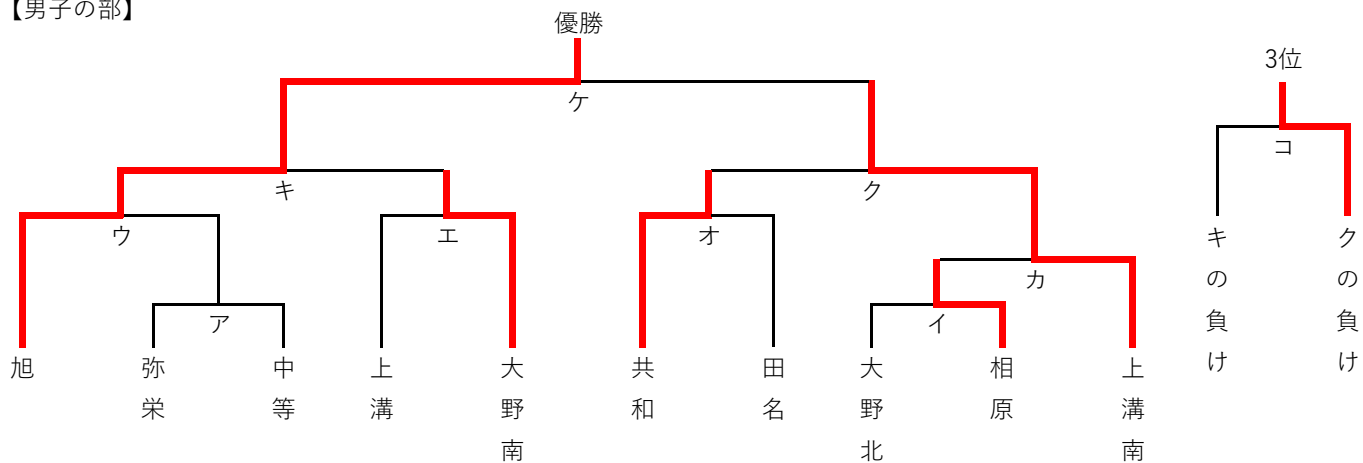 【男子の部】
優勝
3位
ケ
コ
キ
ク
ウ
エ
オ
カ
ア
イ
キの負け
クの負け
旭
弥栄
中等
上溝
大野南
共和
田名
大野北
相原
上溝南